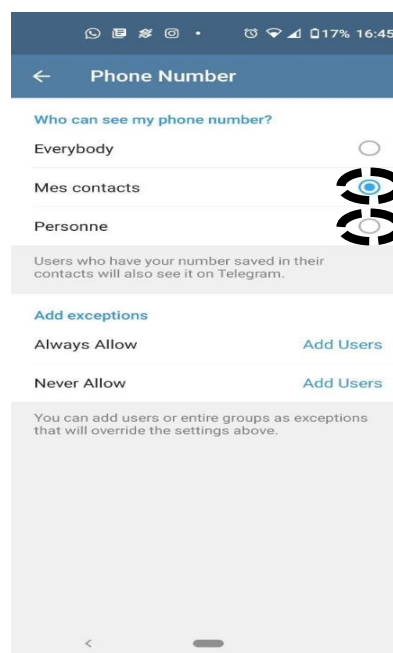 17% 16:45
Phone Number
Who can see my phone number?
Everybody
Mes contacts
Personne
Users who have your number saved in their
contacts will also see it on Telegram.
Add exceptions
Always Allow Add Users
Never Allow Add Users
You can add users or entire groups as exceptions
that will override the settings above.